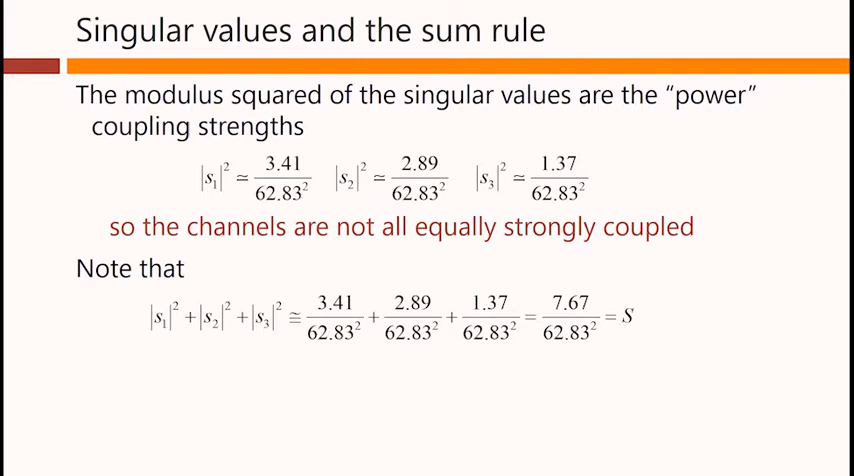 Singular values and the sum rule
The modulus squared of the singular values are the “power”
coupling strengths
|s₁|² ≃ 3.41/62.83² |s₂|² ≃ 2.89/62.83² |s₃|² ≃ 1.37/62.83²
so the channels are not all equally strongly coupled
Note that
|s₁|² + |s₂|² + |s₃|² ≅ 3.41/62.83² + 2.89/62.83² + 1.37/62.83² = 7.67/62.83² = S